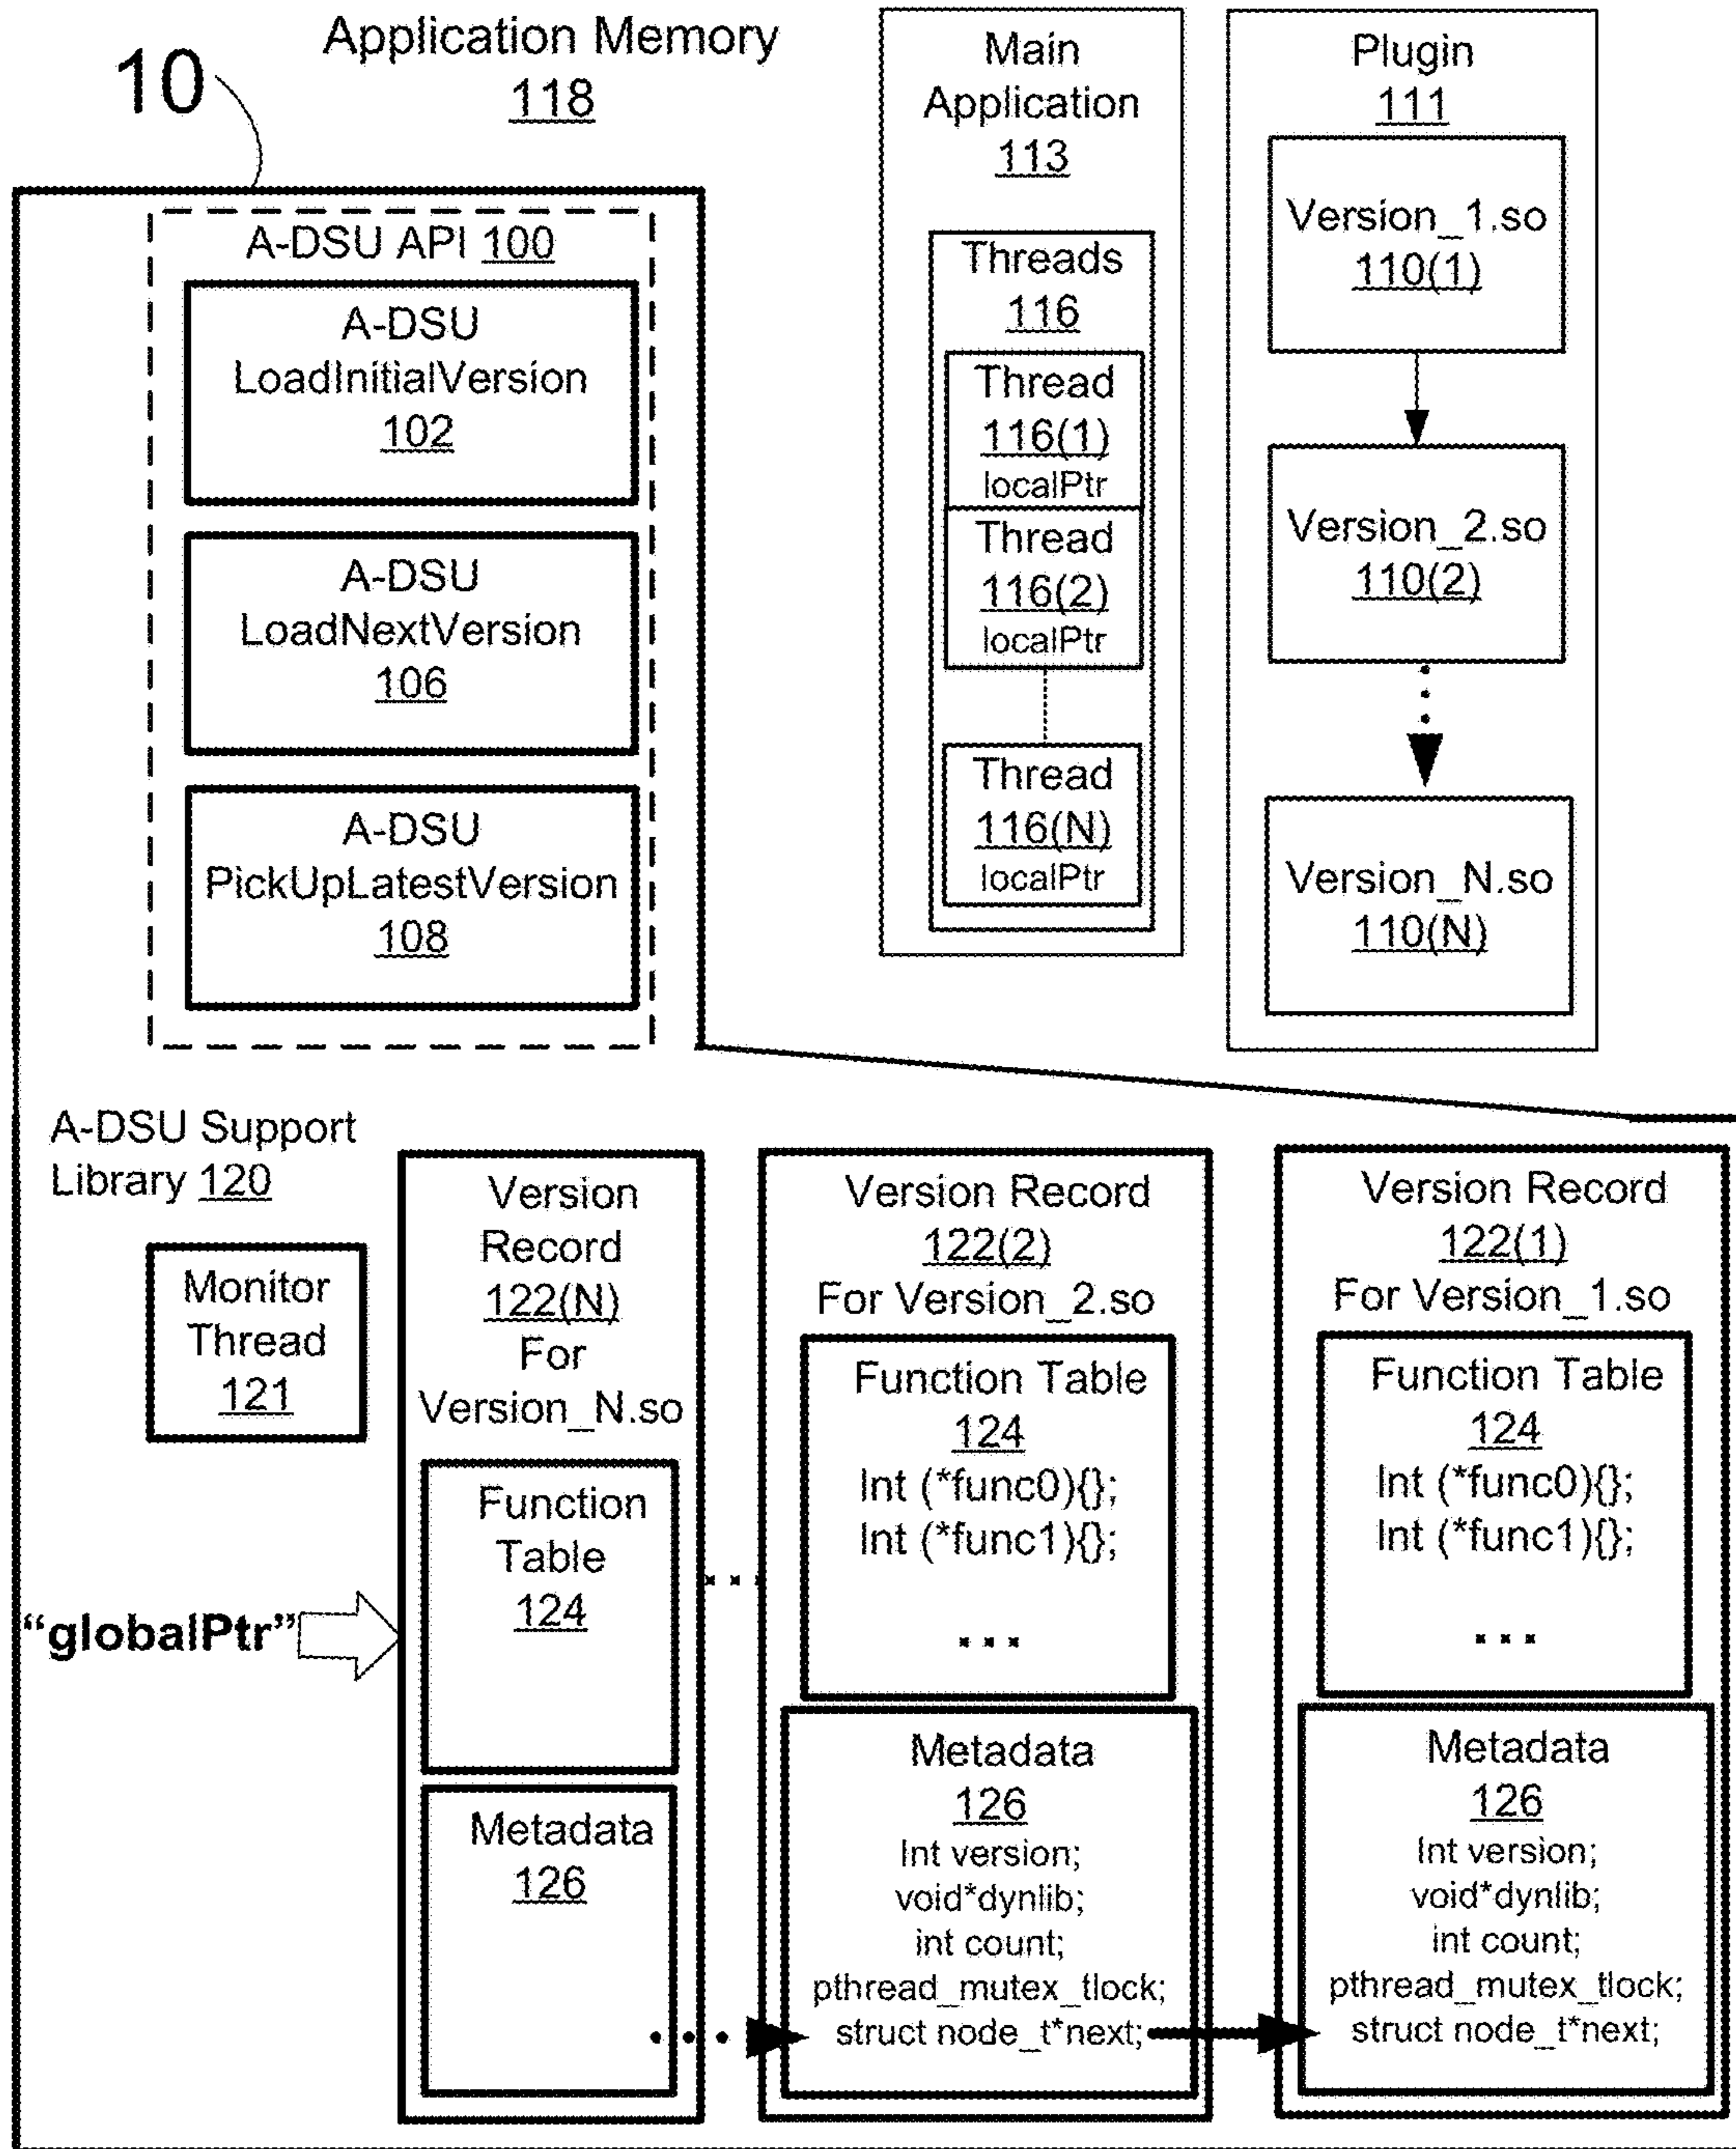 10
Application Memory
118
A-DSU API 100
A-DSU
LoadInitialVersion
102
A-DSU
LoadNextVersion
106
A-DSU
PickUpLatestVersion
108
Main
Application
113
Threads
116
Thread
116(1)
localPtr
Thread
116(2)
localPtr
Thread
116(N)
localPtr
Plugin
111
Version_1.so
110(1)
Version_2.so
110(2)
Version_N.so
110(N)
A-DSU Support
Library 120
Monitor
Thread
121
"globalPtr"
Version
Record
122(N)
For
Version_N.so
Function
Table
124
Metadata
126
. . .
Version Record
122(2)
For Version_2.so
Function Table
124
Int (*func0){};
Int (*func1){};
. . .
Metadata
126
Int version;
void*dynlib;
int count;
pthread_mutex_tlock;
struct node_t*next;
Version Record
122(1)
For Version_1.so
Function Table
124
Int (*func0){};
Int (*func1){};
. . .
Metadata
126
Int version;
void*dynlib;
int count;
pthread_mutex_tlock;
struct node_t*next;